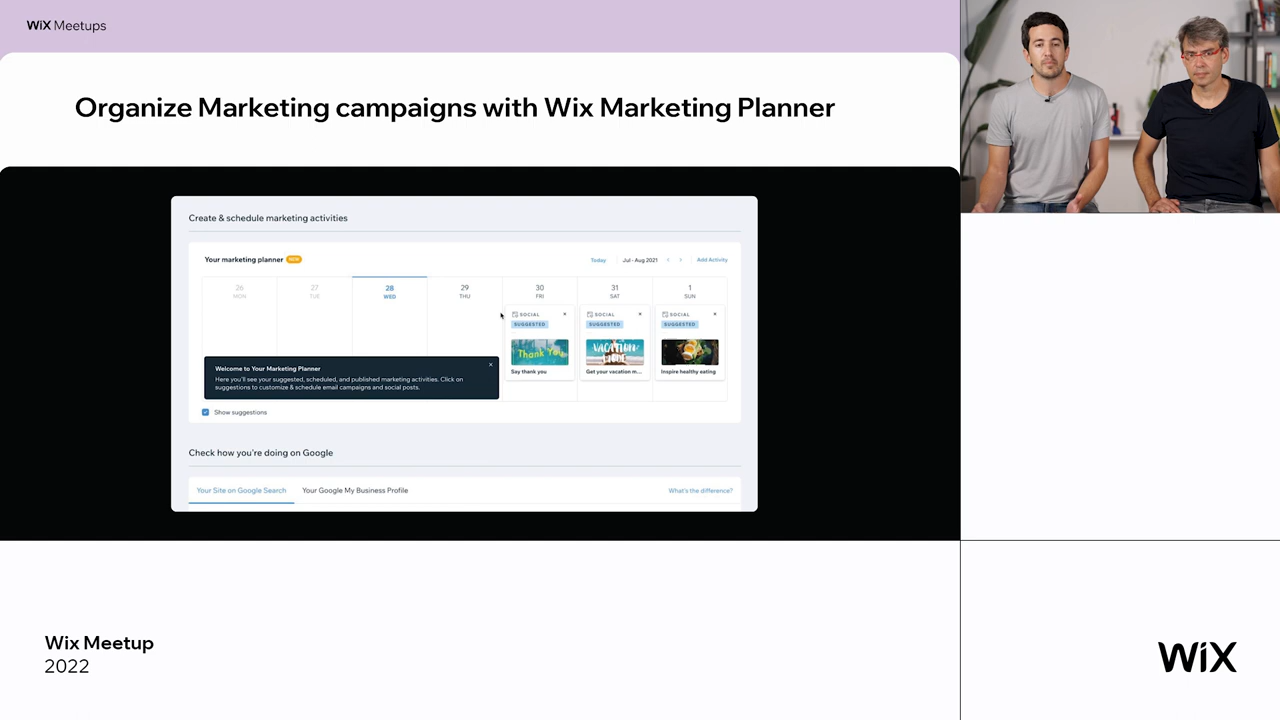 WiX Meetups
Organize Marketing campaigns with Wix Marketing Planner
Create & schedule marketing activities
Your marketing planner NEW
Today Jul - Aug 2021 < > Add Activity
26 27 28 29 30 31 1
MON TUE WED THU FRI SAT SUN
SOCIAL × SOCIAL × SOCIAL ×
SUGGESTED SUGGESTED SUGGESTED
Thank You VACATION
Say thank you Get your vacation m... Inspire healthy eating
Welcome to Your Marketing Planner ×
Here you'll see your suggested, scheduled, and published marketing activities. Click on
suggestions to customize & schedule email campaigns and social posts.
Show suggestions
Check how you're doing on Google
Your Site on Google Search Your Google My Business Profile What's the difference?
Wix Meetup
2022
WiX